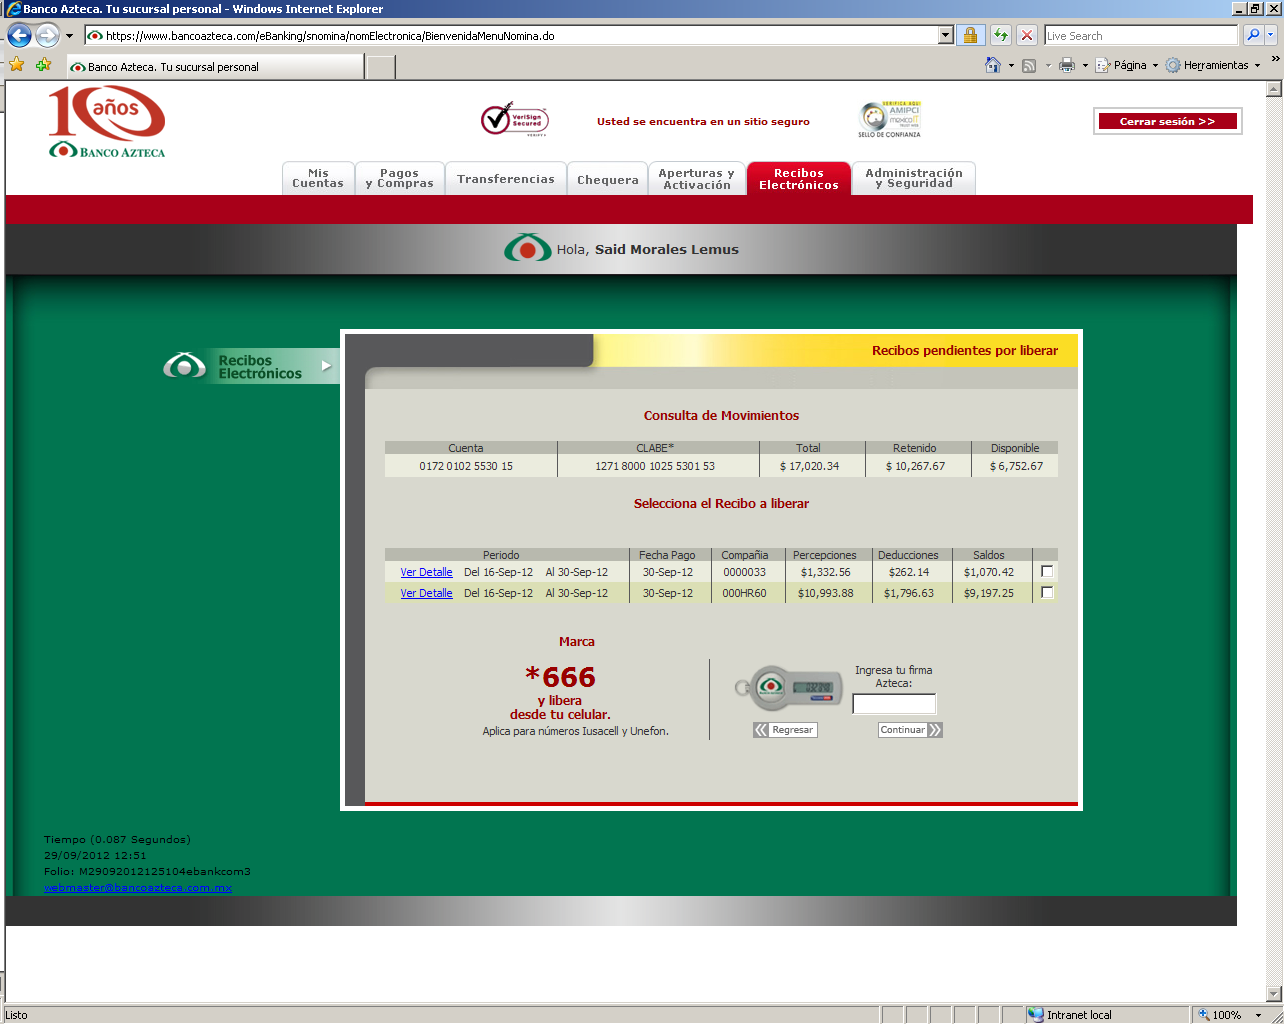 Banco Azteca. Tu sucursal personal - Windows Internet Explorer
https://www.bancoazteca.com/eBanking/snomina/nomElectronica/BienvenidaMenuNomina.do
Live Search
Banco Azteca. Tu sucursal personal
Página
Herramientas
10 años
BANCO AZTECA
VeriSign
Secured
VERIFY
Usted se encuentra en un sitio seguro
VERIFICA AQUI
AMIPCI
SELLO DE CONFIANZA
Cerrar sesión >>
Mis Cuentas
Pagos y Compras
Transferencias
Chequera
Aperturas y Activación
Recibos Electrónicos
Administración y Seguridad
Hola, Said Morales Lemus
Recibos
Electrónicos
Recibos pendientes por liberar
Consulta de Movimientos
Cuenta CLABE* Total Retenido Disponible
0172 0102 5530 15 1271 8000 1025 5301 53 $ 17,020.34 $ 10,267.67 $ 6,752.67
Selecciona el Recibo a liberar
Periodo Fecha Pago Compañia Percepciones Deducciones Saldos
Ver Detalle Del 16-Sep-12 Al 30-Sep-12 30-Sep-12 0000033 $1,332.56 $262.14 $1,070.42
Ver Detalle Del 16-Sep-12 Al 30-Sep-12 30-Sep-12 000HR60 $10,993.88 $1,796.63 $9,197.25
Marca
*666
y libera
desde tu celular.
Aplica para números Iusacell y Unefon.
Ingresa tu firma
Azteca:
Regresar
Continuar
Tiempo (0.087 Segundos)
29/09/2012 12:51
Folio: M29092012125104ebankcom3
webmaster@bancoazteca.com.mx
Listo
Intranet local
100%